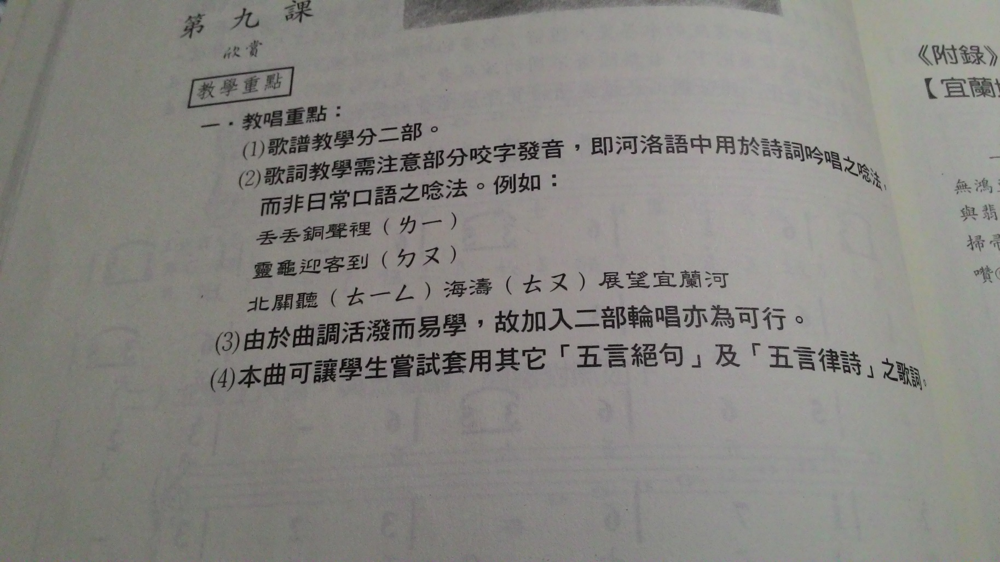 第九課
欣賞
教學重點
一．教唱重點：
(1)歌譜教學分二部。
(2)歌詞教學需注意部分咬字發音，即河洛語中用於詩詞吟唱之唸法，
而非日常口語之唸法。例如：
丟丟銅聲裡（ㄌㄧ）
靈龜迎客到（ㄉㄡ）
北關聽（ㄊㄧㄥ）海濤（ㄊㄡ）展望宜蘭河
(3)由於曲調活潑而易學，故加入二部輪唱亦為可行。
(4)本曲可讓學生嘗試套用其它「五言絕句」及「五言律詩」之歌詞。
《附錄》
【宜蘭
無鴻
與翡
掃帚
嚽